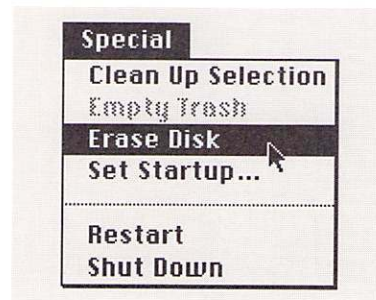 Special
Clean Up Selection
Empty Trash
Erase Disk
Set Startup...
Restart
Shut Down